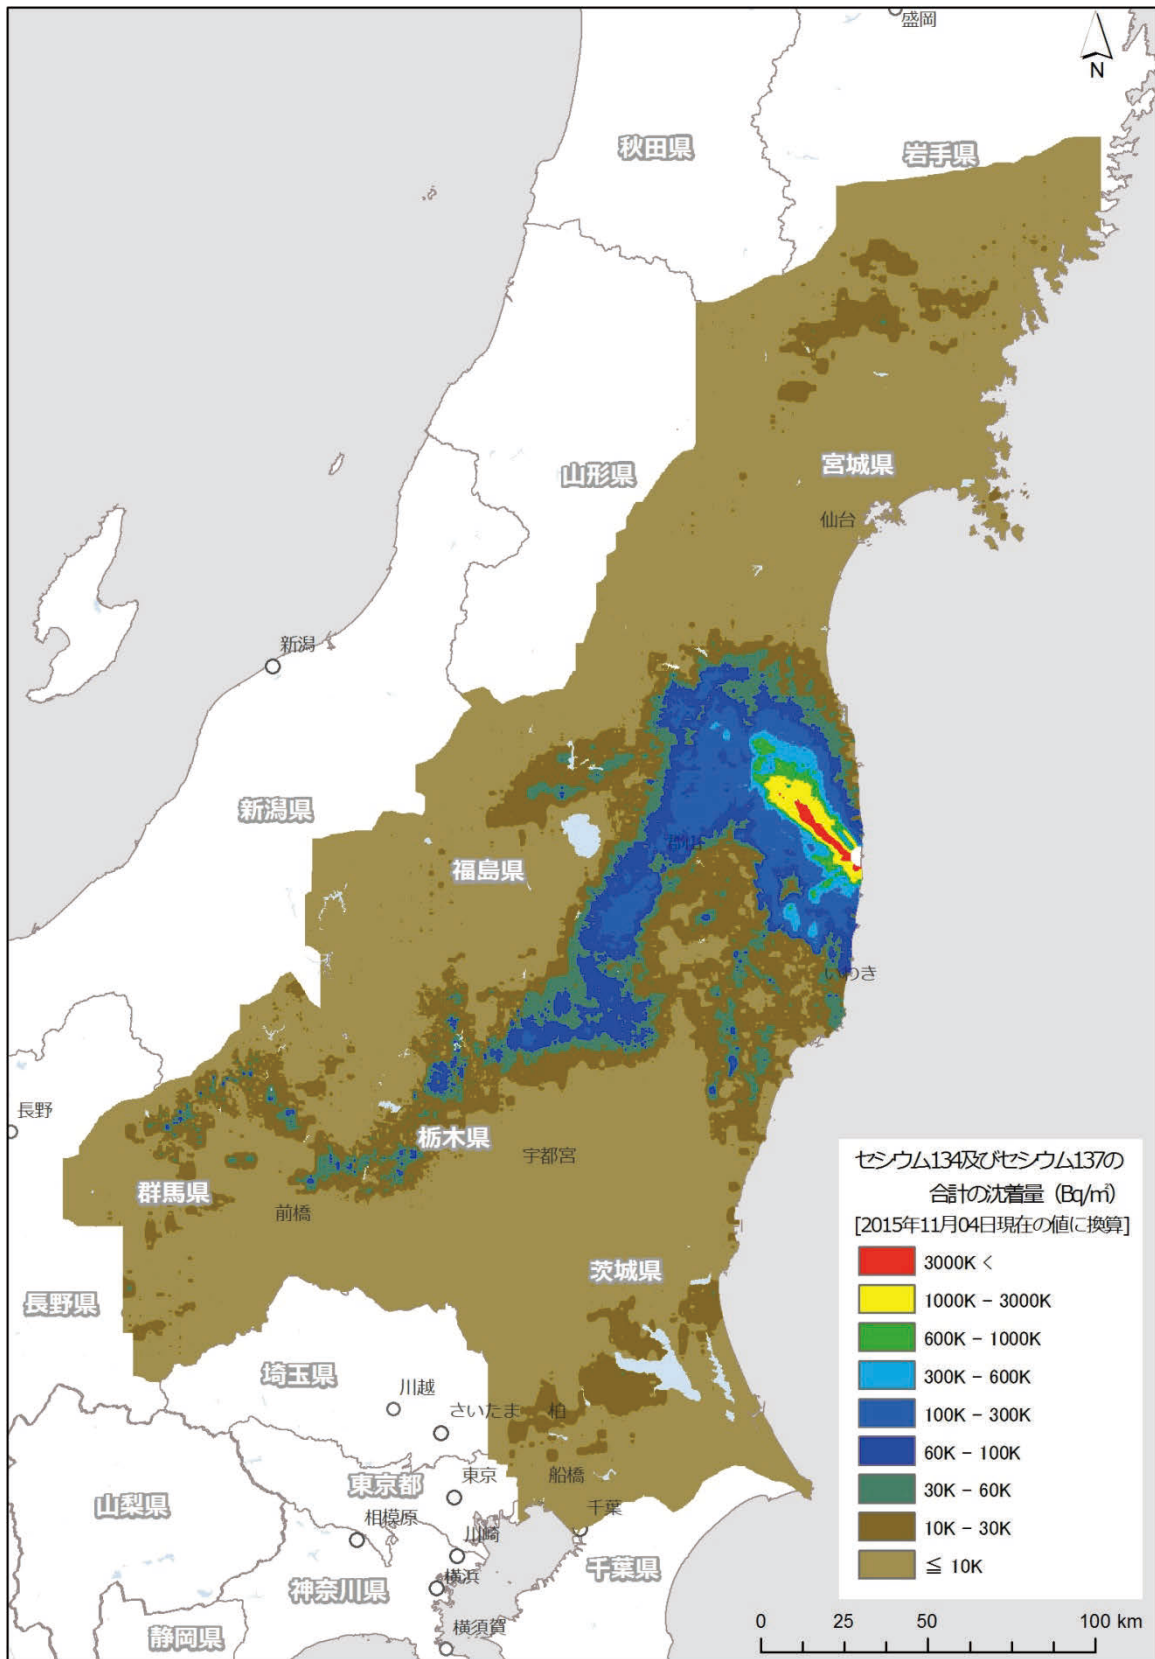 盛岡
N
秋田県
岩手県
山形県
宮城県
仙台
新潟
新潟県
郡山
福島県
いわき
長野
栃木県
宇都宮
群馬県
前橋
茨城県
長野県
埼玉県
川越
さいたま
柏
東京
船橋
東京都
山梨県
相模原
千葉
川崎
千葉県
横浜
神奈川県
静岡県
横須賀
セシウム134及びセシウム137の
合計の沈着量 (Bq/㎡)
[2015年11月04日現在の値に換算]
3000K <
1000K - 3000K
600K - 1000K
300K - 600K
100K - 300K
60K - 100K
30K - 60K
10K - 30K
≦ 10K
0 25 50 100 km